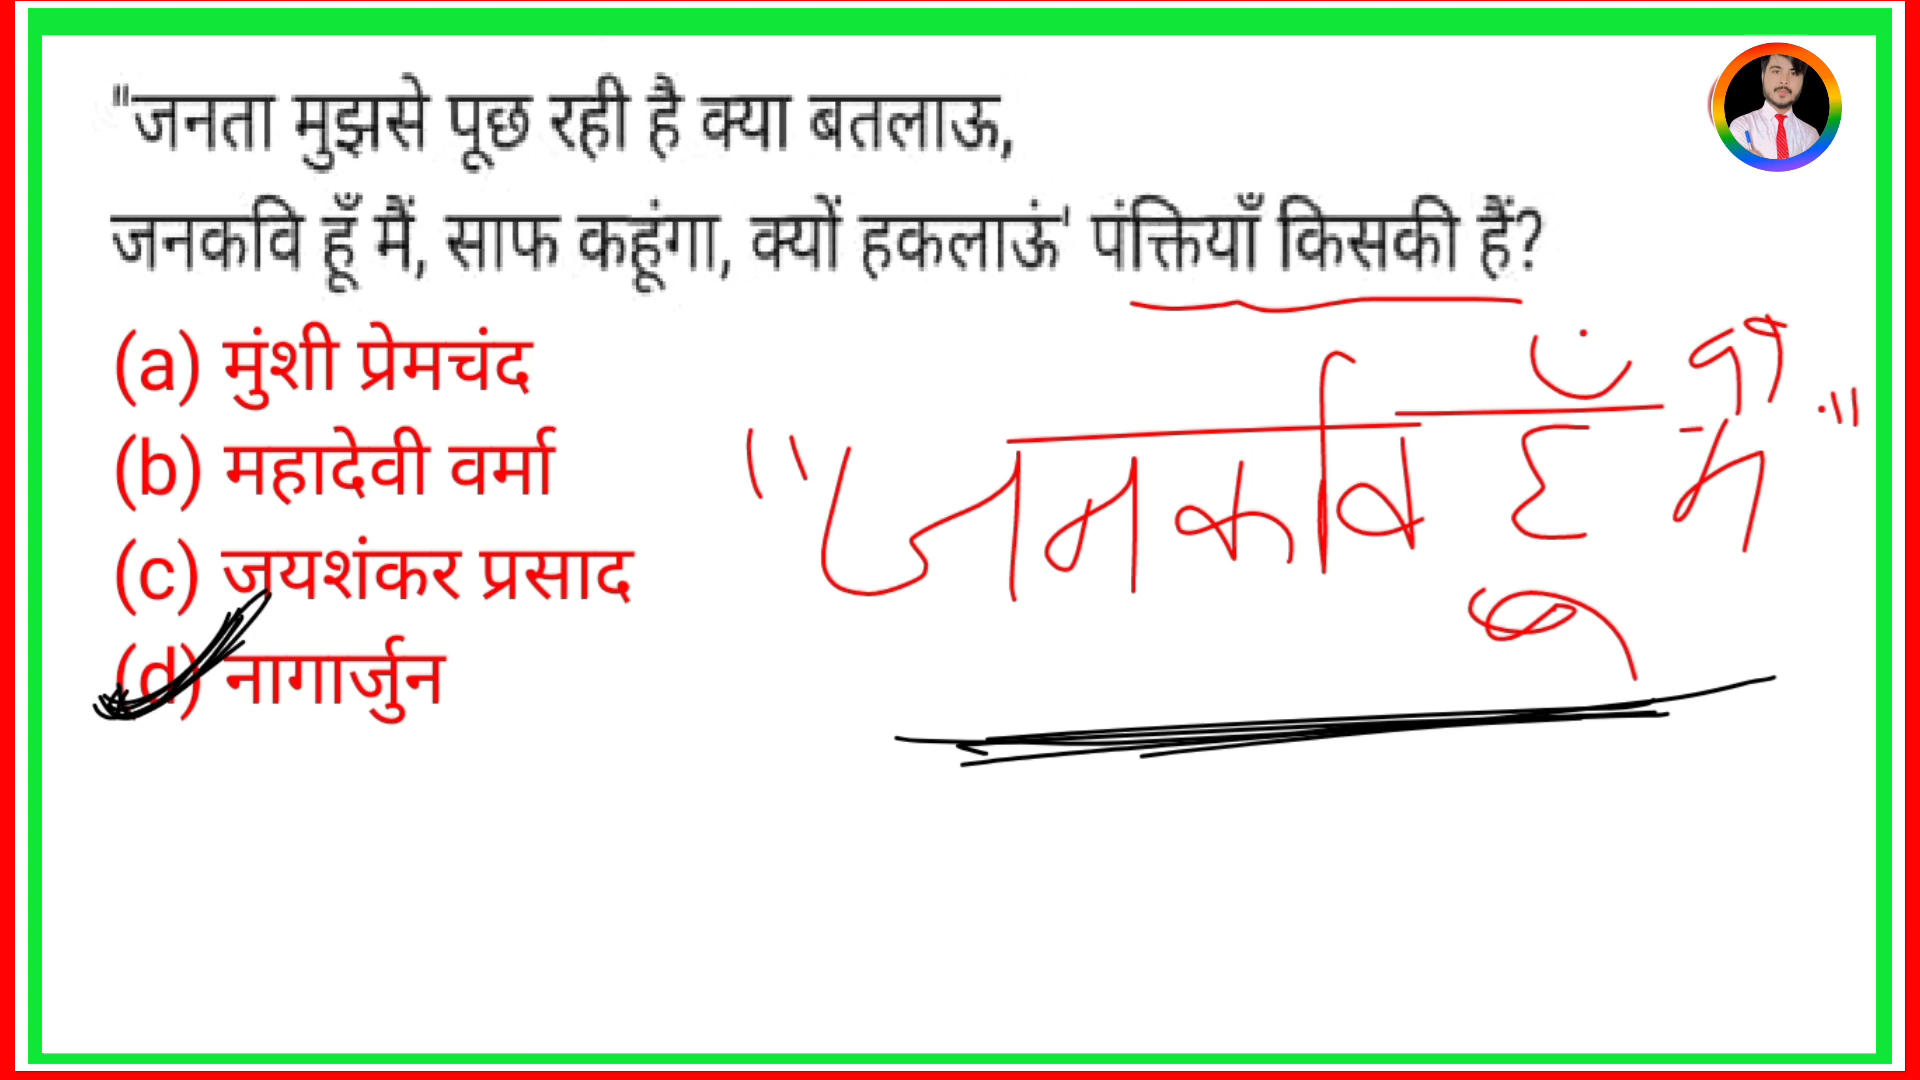 "जनता मुझसे पूछ रही है क्या बतलाऊ,
जनकवि हूँ मैं, साफ कहूंगा, क्यों हकलाऊं' पंक्तियाँ किसकी हैं?
(a) मुंशी प्रेमचंद
(b) महादेवी वर्मा
(c) जयशंकर प्रसाद
(d) नागार्जुन
"जनकवि हूँ मैं"